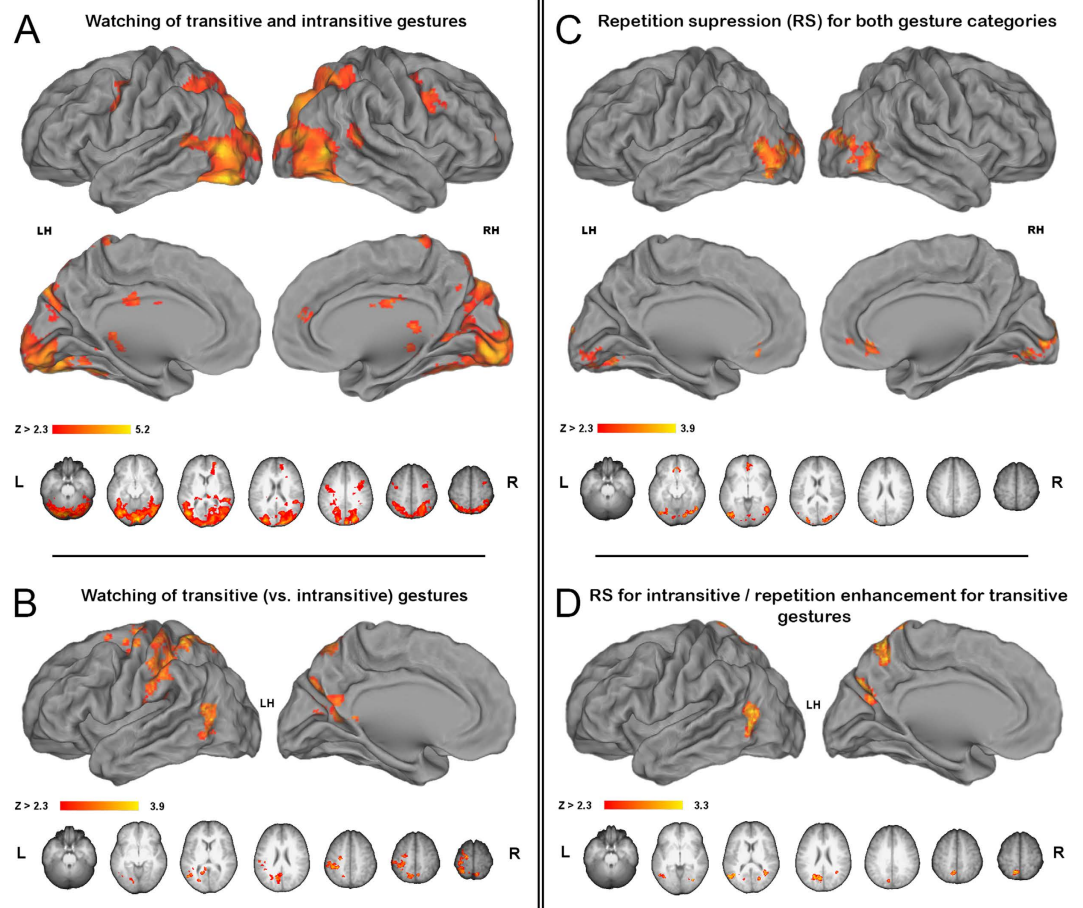 A
Watching of transitive and intransitive gestures
LH
RH
Z > 2.3
5.2
L
R
B
Watching of transitive (vs. intransitive) gestures
LH
Z > 2.3
3.9
L
R
C
Repetition supression (RS) for both gesture categories
LH
RH
Z > 2.3
3.9
L
R
D
RS for intransitive / repetition enhancement for transitive
gestures
LH
Z > 2.3
3.3
L
R